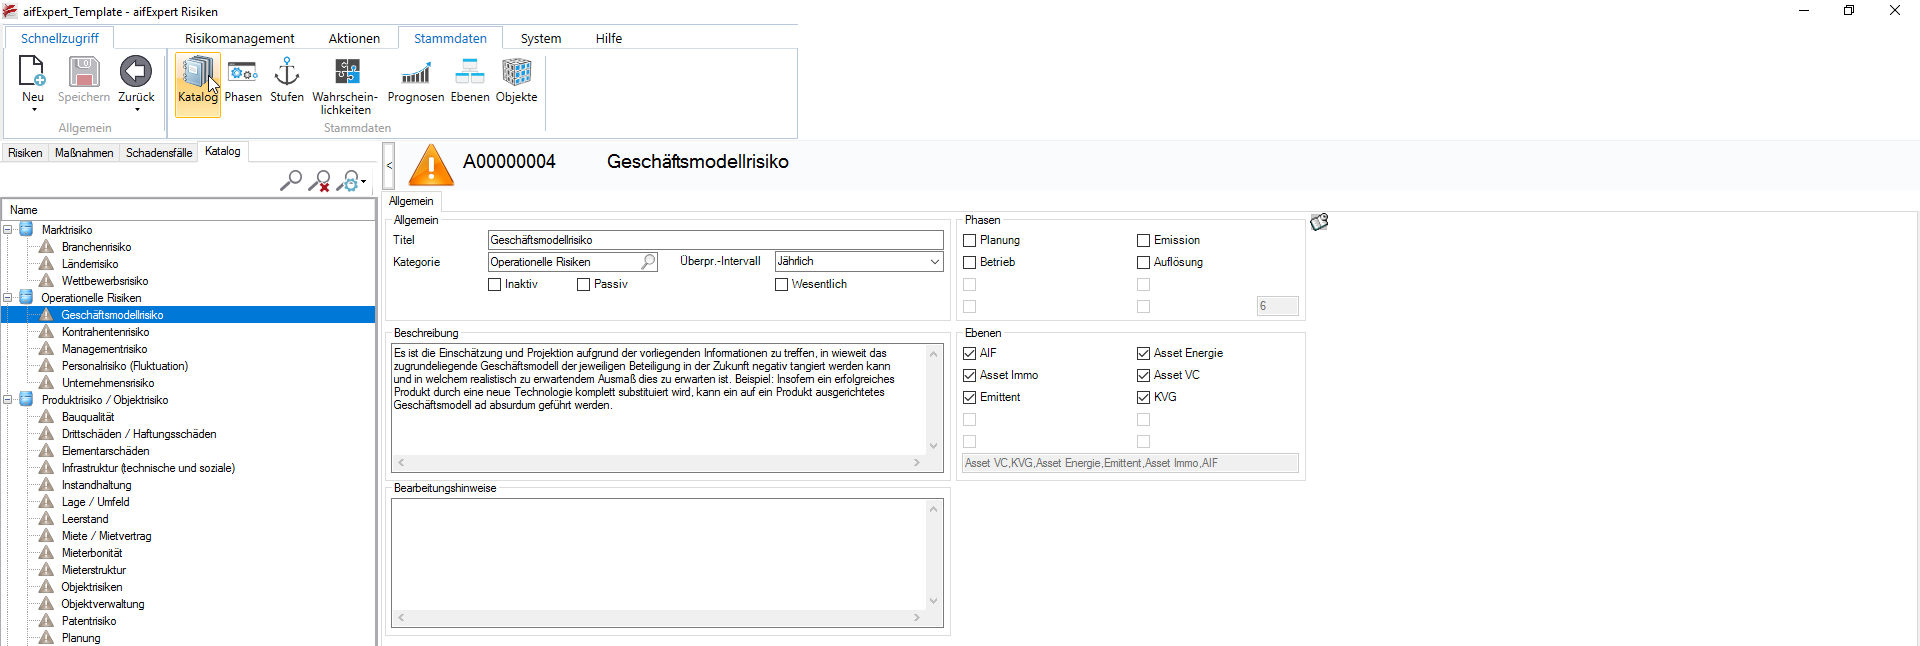 aifExpert_Template - aifExpert Risiken
Schnellzugriff Risikomanagement Aktionen Stammdaten System Hilfe
Neu Speichern Zurück Katalog Phasen Stufen Wahrschein- Prognosen Ebenen Objekte
lichkeiten
Allgemein Stammdaten
Risiken Maßnahmen Schadensfälle Katalog
< A00000004 Geschäftsmodellrisiko
Name
Marktrisiko
Branchenrisiko
Länderrisiko
Wettbewerbsrisiko
Operationelle Risiken
Geschäftsmodellrisiko
Kontrahentenrisiko
Managementrisiko
Personalrisiko (Fluktuation)
Unternehmensrisiko
Produktrisiko / Objektrisiko
Bauqualität
Drittschäden / Haftungsschäden
Elementarschäden
Infrastruktur (technische und soziale)
Instandhaltung
Lage / Umfeld
Leerstand
Miete / Mietvertrag
Mieterbonität
Mieterstruktur
Objektrisiken
Objektverwaltung
Patentrisiko
Planung
Allgemein
Allgemein
Titel Geschäftsmodellrisiko
Kategorie Operationelle Risiken Überpr.-Intervall Jährlich
Inaktiv Passiv Wesentlich
Beschreibung
Es ist die Einschätzung und Projektion aufgrund der vorliegenden Informationen zu treffen, in wieweit das
zugrundeliegende Geschäftsmodell der jeweiligen Beteiligung in der Zukunft negativ tangiert werden kann
und in welchem realistisch zu erwartendem Ausmaß dies zu erwarten ist. Beispiel: Insofern ein erfolgreiches
Produkt durch eine neue Technologie komplett substituiert wird, kann ein auf ein Produkt ausgerichtetes
Geschäftsmodell ad absurdum geführt werden.
Bearbeitungshinweise
Phasen
Planung Emission
Betrieb Auflösung
6
Ebenen
AIF Asset Energie
Asset Immo Asset VC
Emittent KVG
Asset VC,KVG,Asset Energie,Emittent,Asset Immo,AIF